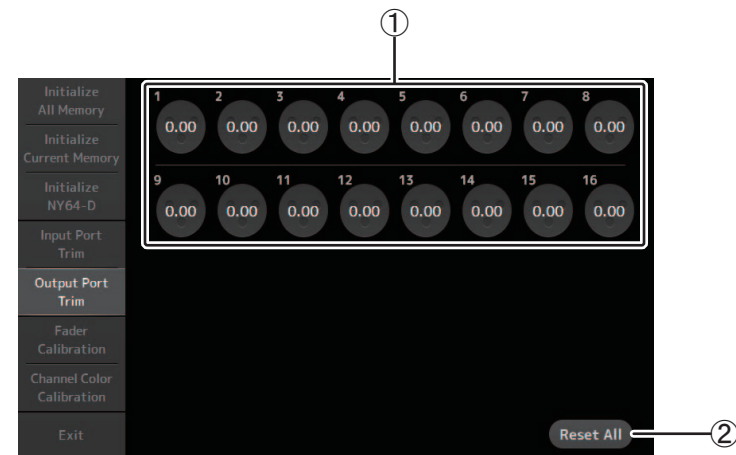 ①
Initialize
All Memory
Initialize
Current Memory
Initialize
NY64-D
Input Port
Trim
Output Port
Trim
Fader
Calibration
Channel Color
Calibration
Exit
1 2 3 4 5 6 7 8
0.00 0.00 0.00 0.00 0.00 0.00 0.00 0.00
9 10 11 12 13 14 15 16
0.00 0.00 0.00 0.00 0.00 0.00 0.00 0.00
Reset All
②